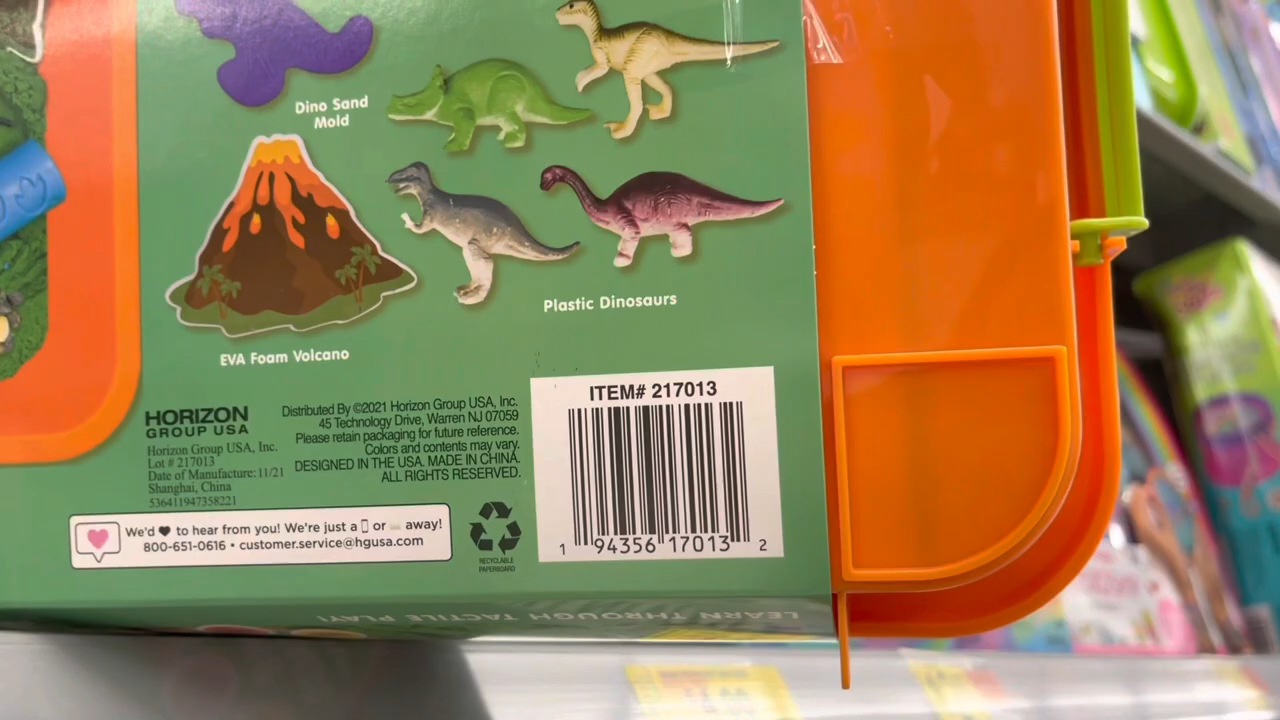 Dino Sand
Mold
EVA Foam Volcano
Plastic Dinosaurs
HORIZON
GROUP USA
Horizon Group USA, Inc.
Lot # 217013
Date of Manufacture: 11/21
Shanghai, China
536411947358221
Distributed By ©2021 Horizon Group USA, Inc.
45 Technology Drive, Warren NJ 07059
Please retain packaging for future reference.
Colors and contents may vary.
DESIGNED IN THE USA. MADE IN CHINA.
ALL RIGHTS RESERVED.
We'd ♥ to hear from you! We're just a or away!
800-651-0616 • customer.service@hgusa.com
RECYCLABLE
PAPERBOARD
ITEM# 217013
1 94356 17013 2
LEARN THROUGH TACTILE PLAY!